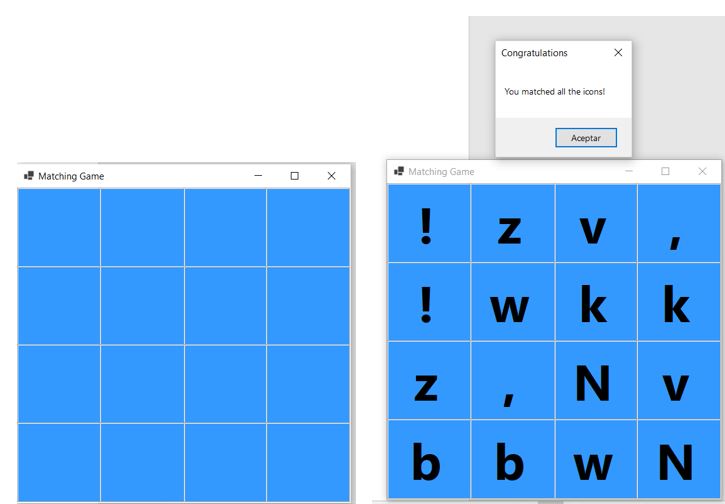 Congratulations
You matched all the icons!
Aceptar
Matching Game
Matching Game
! z v ,
! w k k
z , N v
b b w N